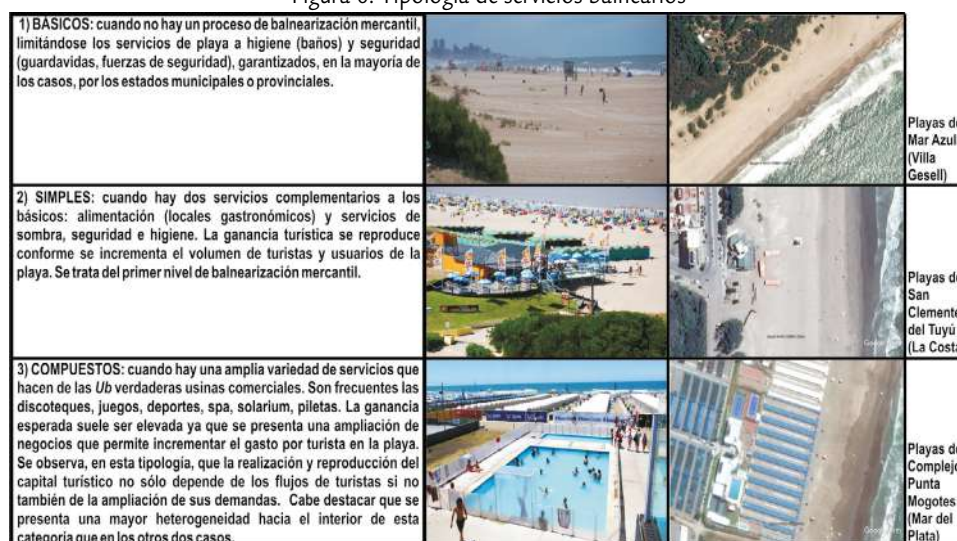 Figura 6. Tipología de servicios balnearios
1) BÁSICOS: cuando no hay un proceso de balnearización mercantil,
limitándose los servicios de playa a higiene (baños) y seguridad
(guardavidas, fuerzas de seguridad), garantizados, en la mayoría de
los casos, por los estados municipales o provinciales.
Playas de
Mar Azul
(Villa
Gesell)
2) SIMPLES: cuando hay dos servicios complementarios a los
básicos: alimentación (locales gastronómicos) y servicios de
sombra, seguridad e higiene. La ganancia turística se reproduce
conforme se incrementa el volumen de turistas y usuarios de la
playa. Se trata del primer nivel de balnearización mercantil.
Playas de
San
Clemente
del Tuyú
(La Costa
3) COMPUESTOS: cuando hay una amplia variedad de servicios que
hacen de las Ub verdaderas usinas comerciales. Son frecuentes las
discoteques, juegos, deportes, spa, solarium, piletas. La ganancia
esperada suele ser elevada ya que se presenta una ampliación de
negocios que permite incrementar el gasto por turista en la playa.
Se observa, en esta tipología, que la realización y reproducción del
capital turístico no sólo depende de los flujos de turistas si no
también de la ampliación de sus demandas. Cabe destacar que se
presenta una mayor heterogeneidad hacia el interior de esta
categoría que en los otros dos casos.
Playas de
Complejo
Punta
Mogotes
(Mar del
Plata)